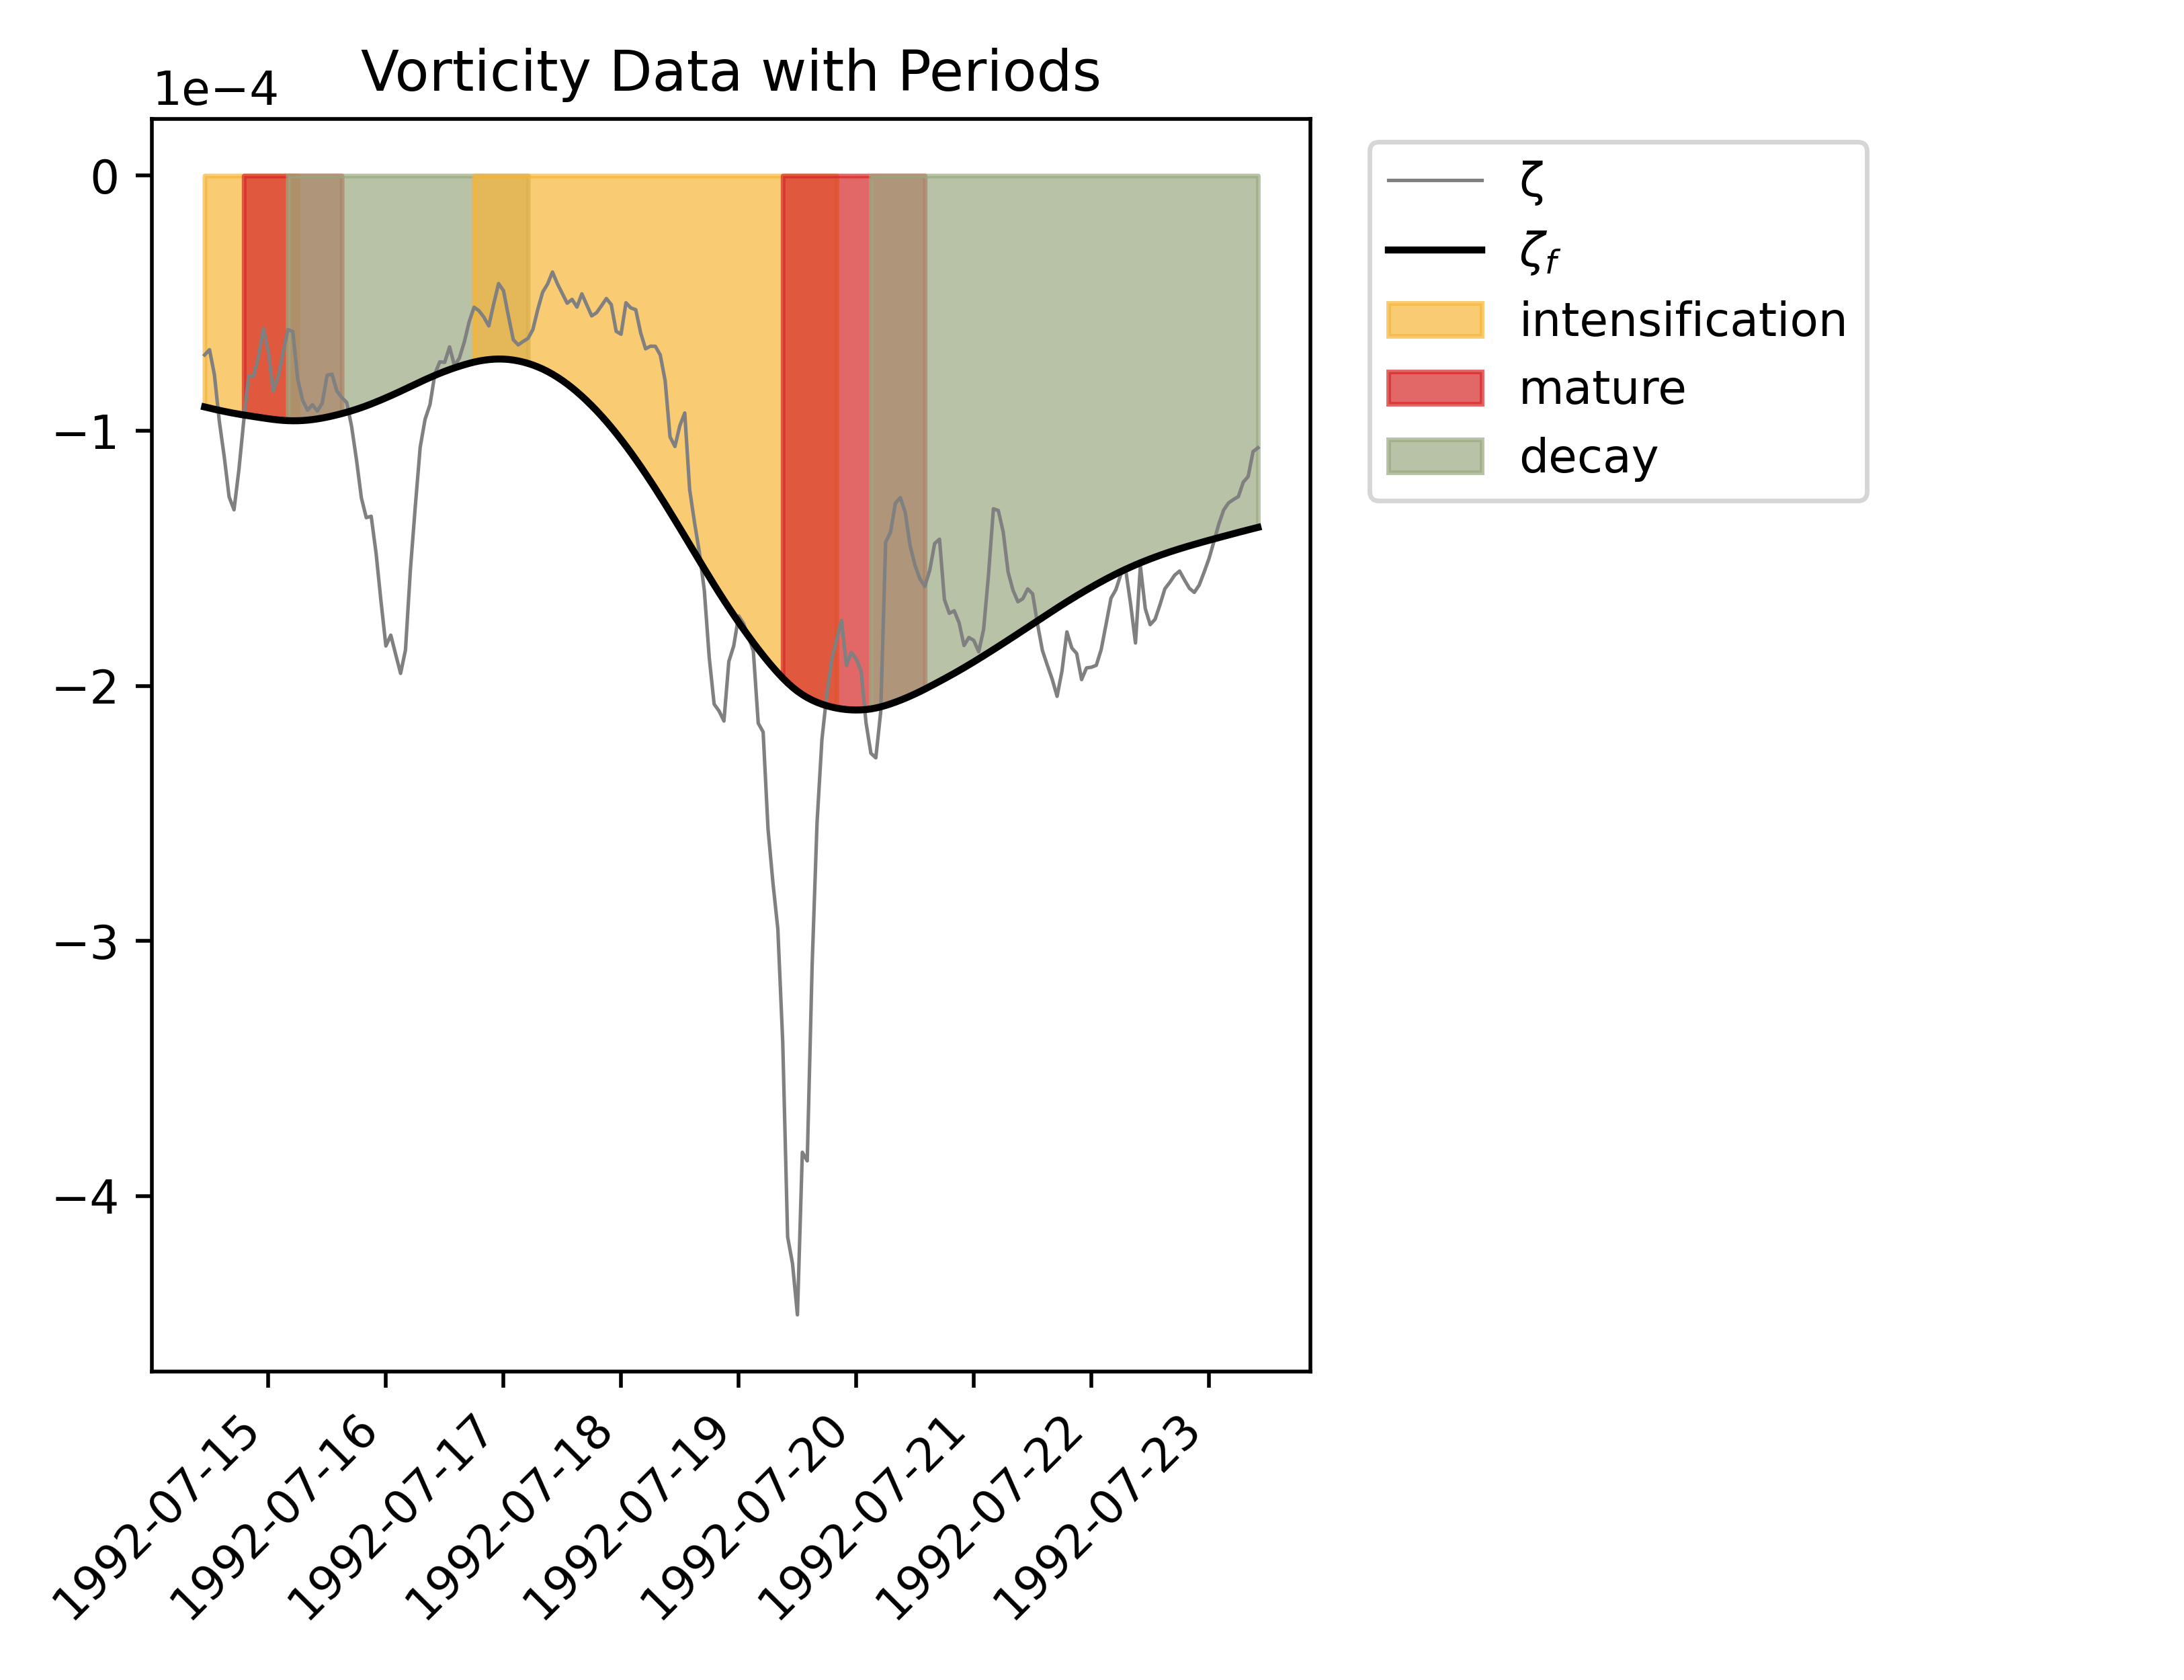 Vorticity Data with Periods
1e−4
0
−1
−2
−3
−4
1992-07-15
1992-07-16
1992-07-17
1992-07-18
1992-07-19
1992-07-20
1992-07-21
1992-07-22
1992-07-23
ζ
ζf
intensification
mature
decay